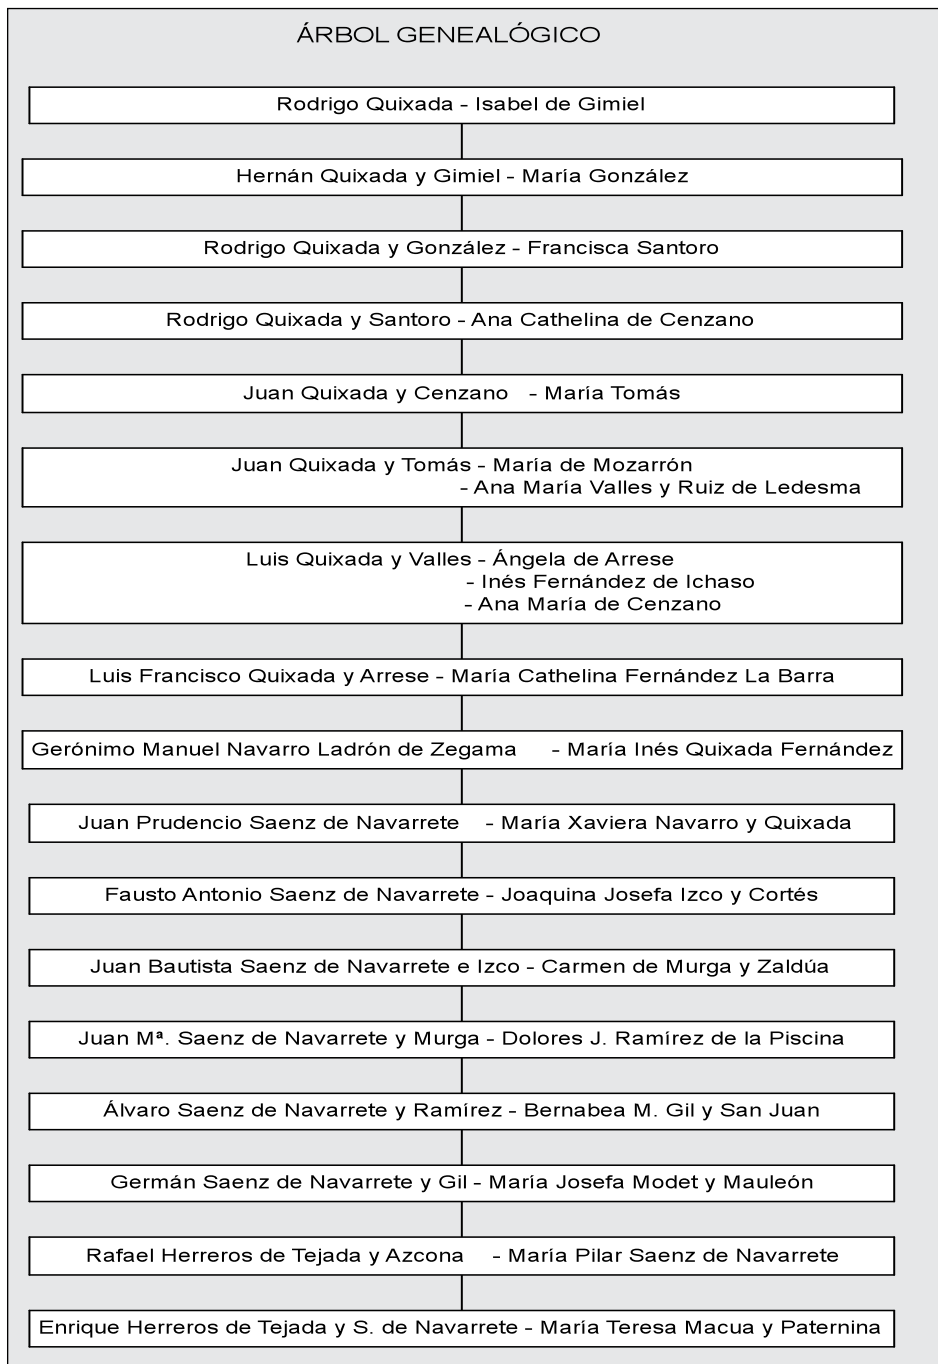 ÁRBOL GENEALÓGICO
Rodrigo Quixada - Isabel de Gimiel
Hernán Quixada y Gimiel - María González
Rodrigo Quixada y González - Francisca Santoro
Rodrigo Quixada y Santoro - Ana Cathelina de Cenzano
Juan Quixada y Cenzano - María Tomás
Juan Quixada y Tomás - María de Mozarrón
- Ana María Valles y Ruiz de Ledesma
Luis Quixada y Valles - Ángela de Arrese
- Inés Fernández de Ichaso
- Ana María de Cenzano
Luis Francisco Quixada y Arrese - María Cathelina Fernández La Barra
Gerónimo Manuel Navarro Ladrón de Zegama - María Inés Quixada Fernández
Juan Prudencio Saenz de Navarrete - María Xaviera Navarro y Quixada
Fausto Antonio Saenz de Navarrete - Joaquina Josefa Izco y Cortés
Juan Bautista Saenz de Navarrete e Izco - Carmen de Murga y Zaldúa
Juan Mª. Saenz de Navarrete y Murga - Dolores J. Ramírez de la Piscina
Álvaro Saenz de Navarrete y Ramírez - Bernabea M. Gil y San Juan
Germán Saenz de Navarrete y Gil - María Josefa Modet y Mauleón
Rafael Herreros de Tejada y Azcona - María Pilar Saenz de Navarrete
Enrique Herreros de Tejada y S. de Navarrete - María Teresa Macua y Paternina